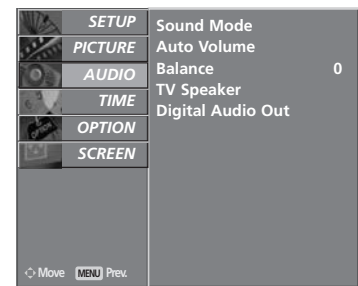 SETUP
PICTURE
AUDIO
TIME
OPTION
SCREEN
Move MENU Prev.
Sound Mode
Auto Volume
Balance 0
TV Speaker
Digital Audio Out